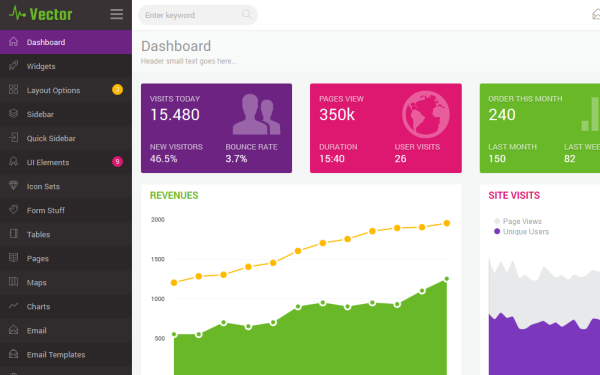 Vector
Enter keyword
Dashboard
Widgets
Layout Options
3
Sidebar
Quick Sidebar
UI Elements
9
Icon Sets
Form Stuff
Tables
Pages
Maps
Charts
Email
Email Templates
Dashboard
Header small text goes here...
VISITS TODAY
15.480
NEW VISITORS
BOUNCE RATE
46.5%
3.7%
PAGES VIEW
350k
DURATION
USER VISITS
15:40
26
ORDER THIS MONTH
240
LAST MONTH
LAST WEE
150
82
REVENUES
2000
1500
1000
500
SITE VISITS
Page Views
Unique Users